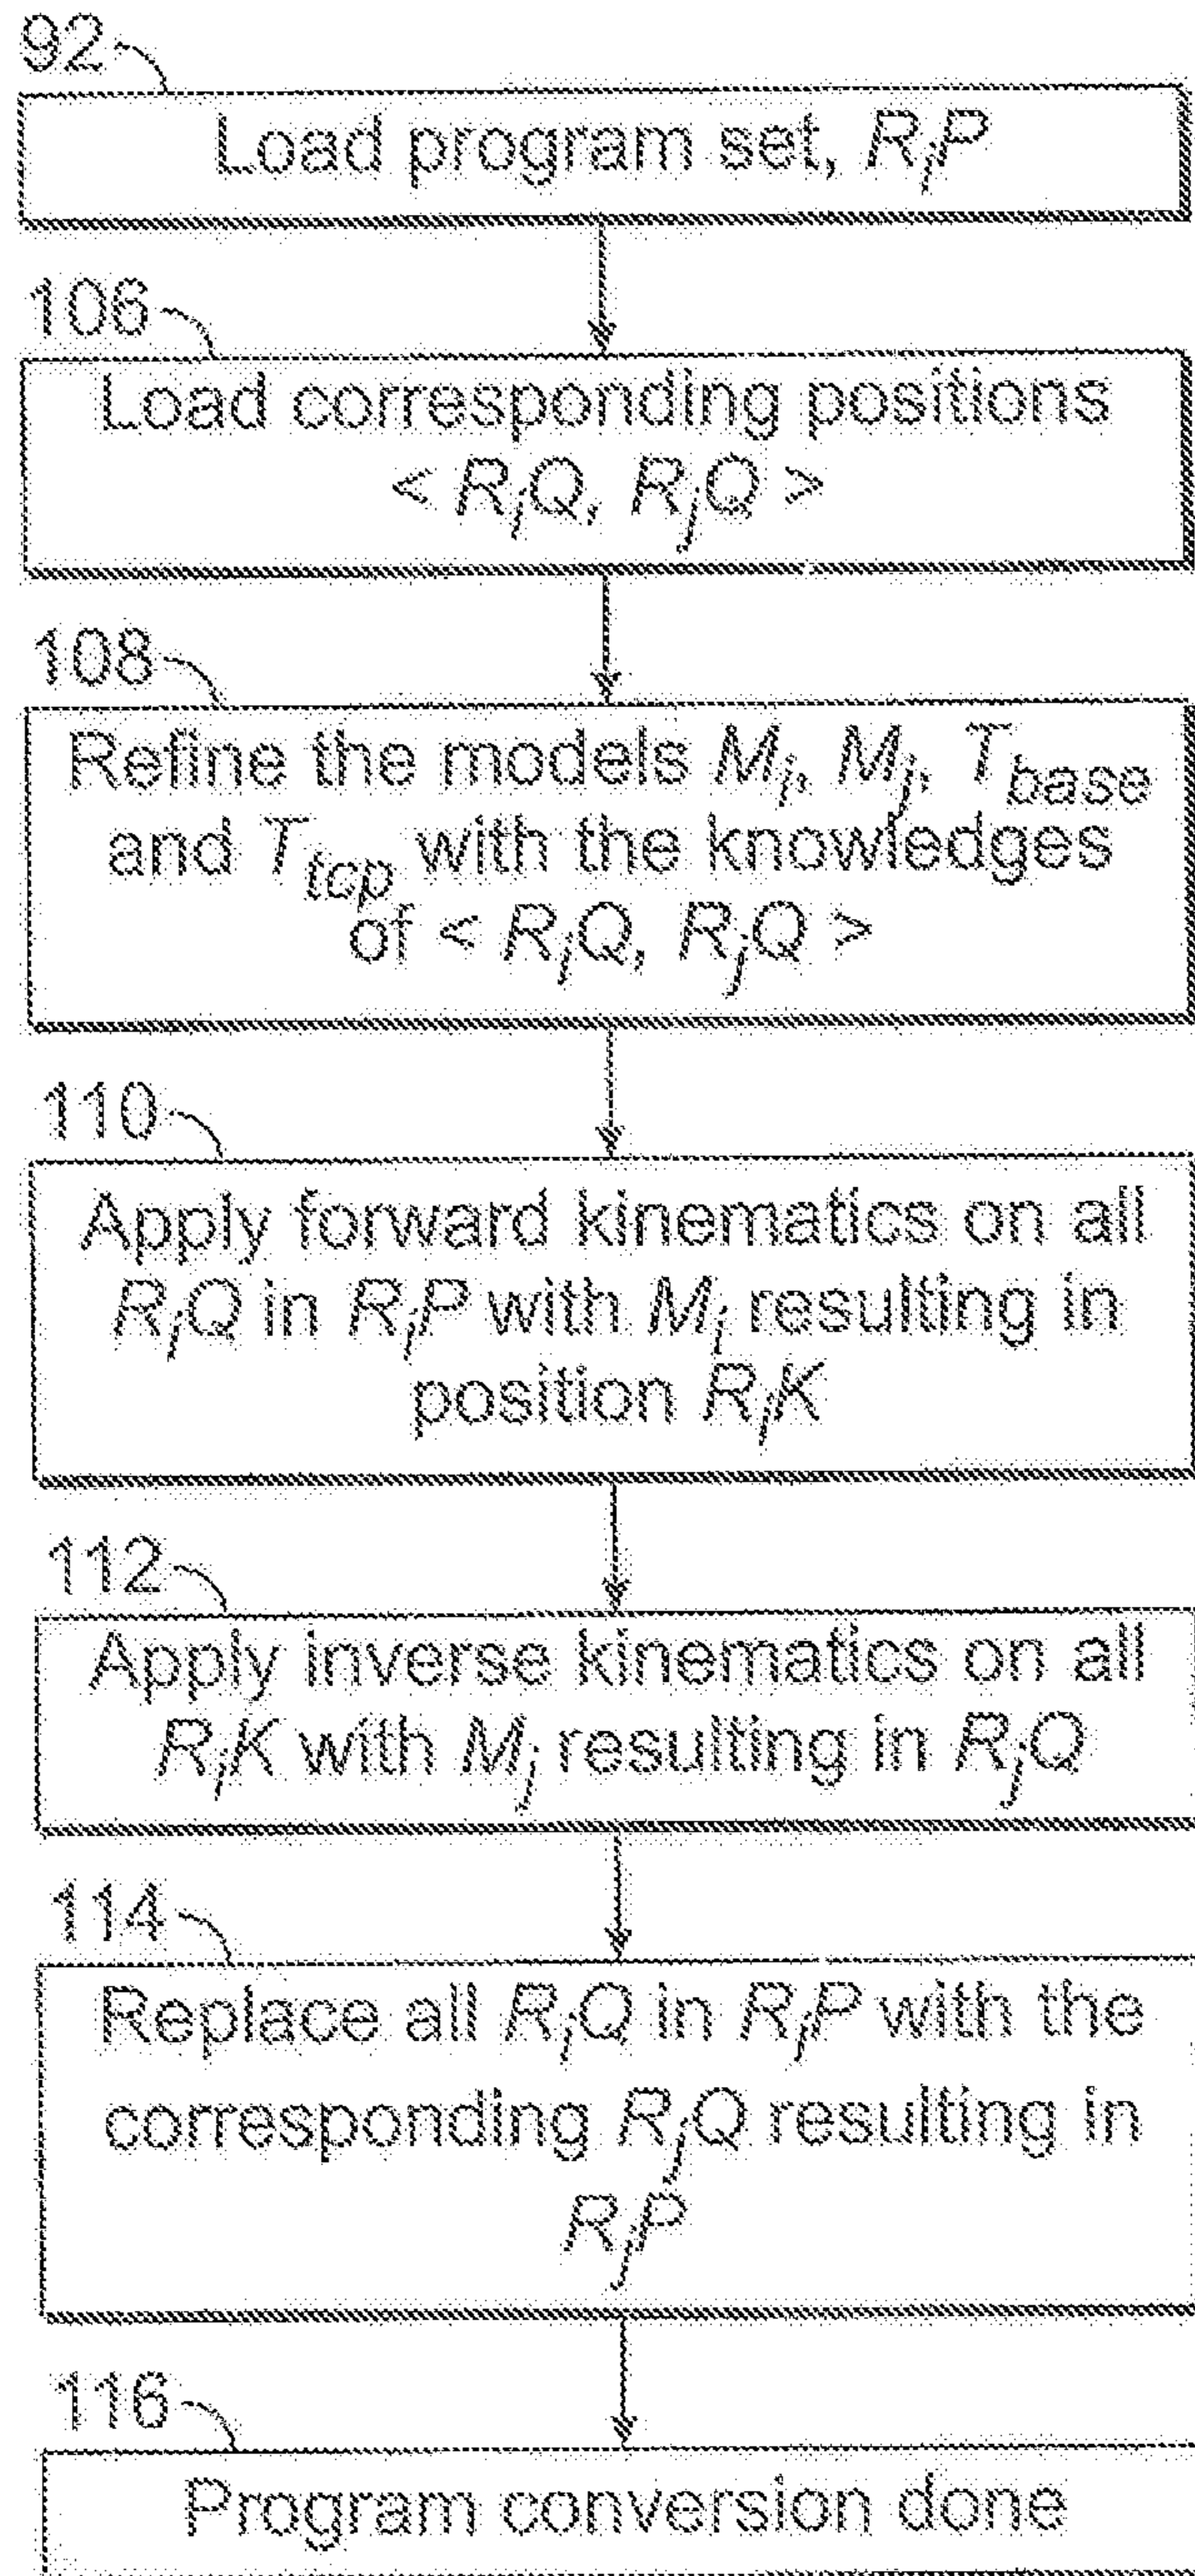 92
Load program set, RᵢP
106
Load corresponding positions
< RᵢQ, RⱼQ >
108
Refine the models Mᵢ, Mⱼ, T_base
and T_tcp with the knowledges
of < RᵢQ, RⱼQ >
110
Apply forward kinematics on all
RᵢQ in RᵢP with Mᵢ resulting in
position RᵢK
112
Apply inverse kinematics on all
RᵢK with Mⱼ resulting in RⱼQ
114
Replace all RᵢQ in RᵢP with the
corresponding RⱼQ resulting in
RⱼP
116
Program conversion done